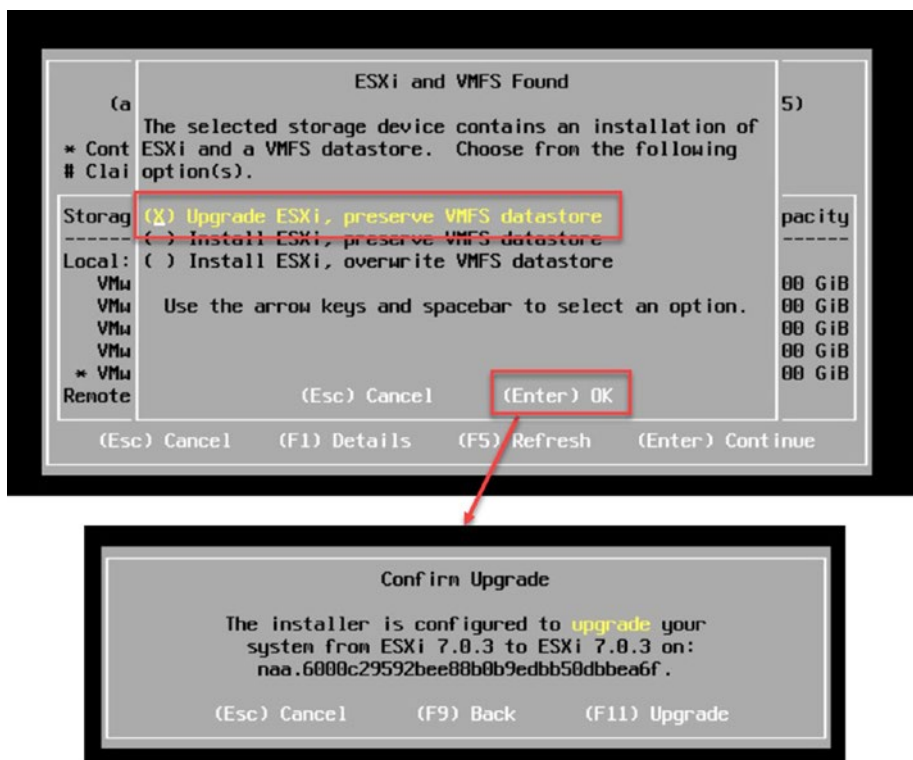 ESXi and VMFS Found
(a
5)
The selected storage device contains an installation of
* Cont ESXi and a VMFS datastore. Choose from the following
# Clai option(s).
Storag (X) Upgrade ESXi, preserve VMFS datastore pacity
( ) Install ESXi, preserve VMFS datastore
Local: ( ) Install ESXi, overwrite VMFS datastore
VMw 00 GiB
VMw Use the arrow keys and spacebar to select an option. 00 GiB
VMw 00 GiB
VMw 00 GiB
* VMw 00 GiB
Remote (Esc) Cancel (Enter) OK
(Esc) Cancel (F1) Details (F5) Refresh (Enter) Continue
Confirm Upgrade
The installer is configured to upgrade your
system from ESXi 7.0.3 to ESXi 7.0.3 on:
naa.6000c29592bee88b0b9edbb50dbbea6f.
(Esc) Cancel (F9) Back (F11) Upgrade